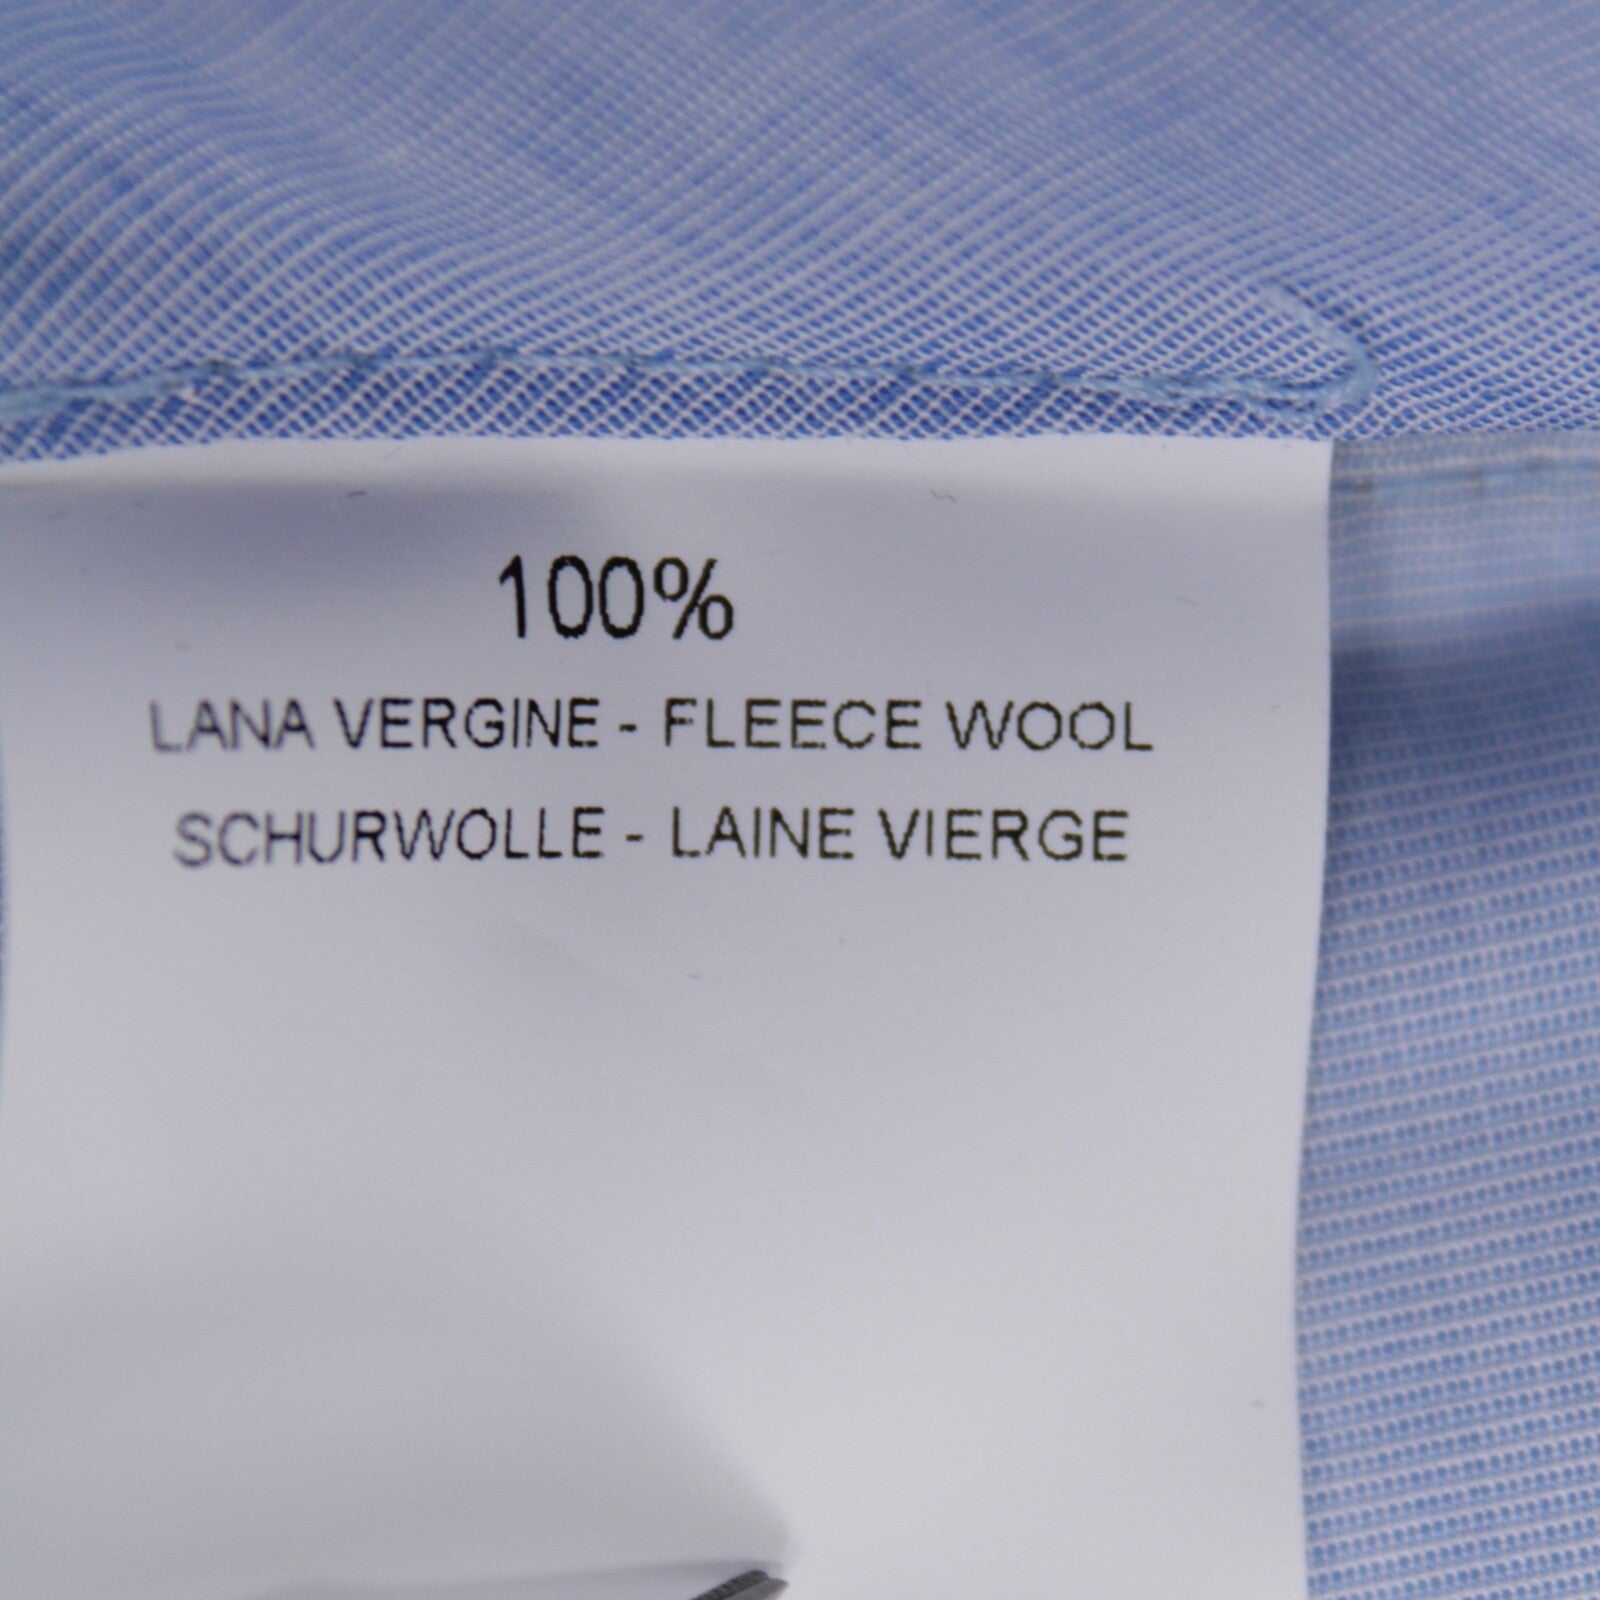 100%
LANA VERGINE - FLEECE WOOL
SCHURWOLLE - LAINE VIERGE